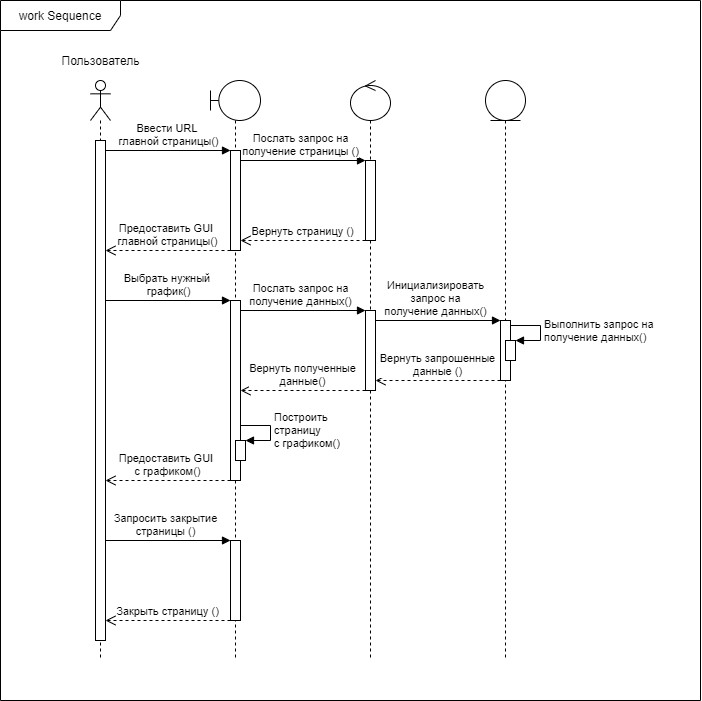 work Sequence
Пользователь
Ввести URL
главной страницы()
Послать запрос на
получение страницы ()
Предоставить GUI
главной страницы()
Вернуть страницу ()
Выбрать нужный
график()
Послать запрос на
получение данных()
Инициализировать
запрос на
получение данных()
Выполнить запрос на
получение данных()
Вернуть запрошенные
данные ()
Вернуть полученные
данные()
Построить
страницу
с графиком()
Предоставить GUI
с графиком()
Запросить закрытие
страницы ()
Закрыть страницу ()